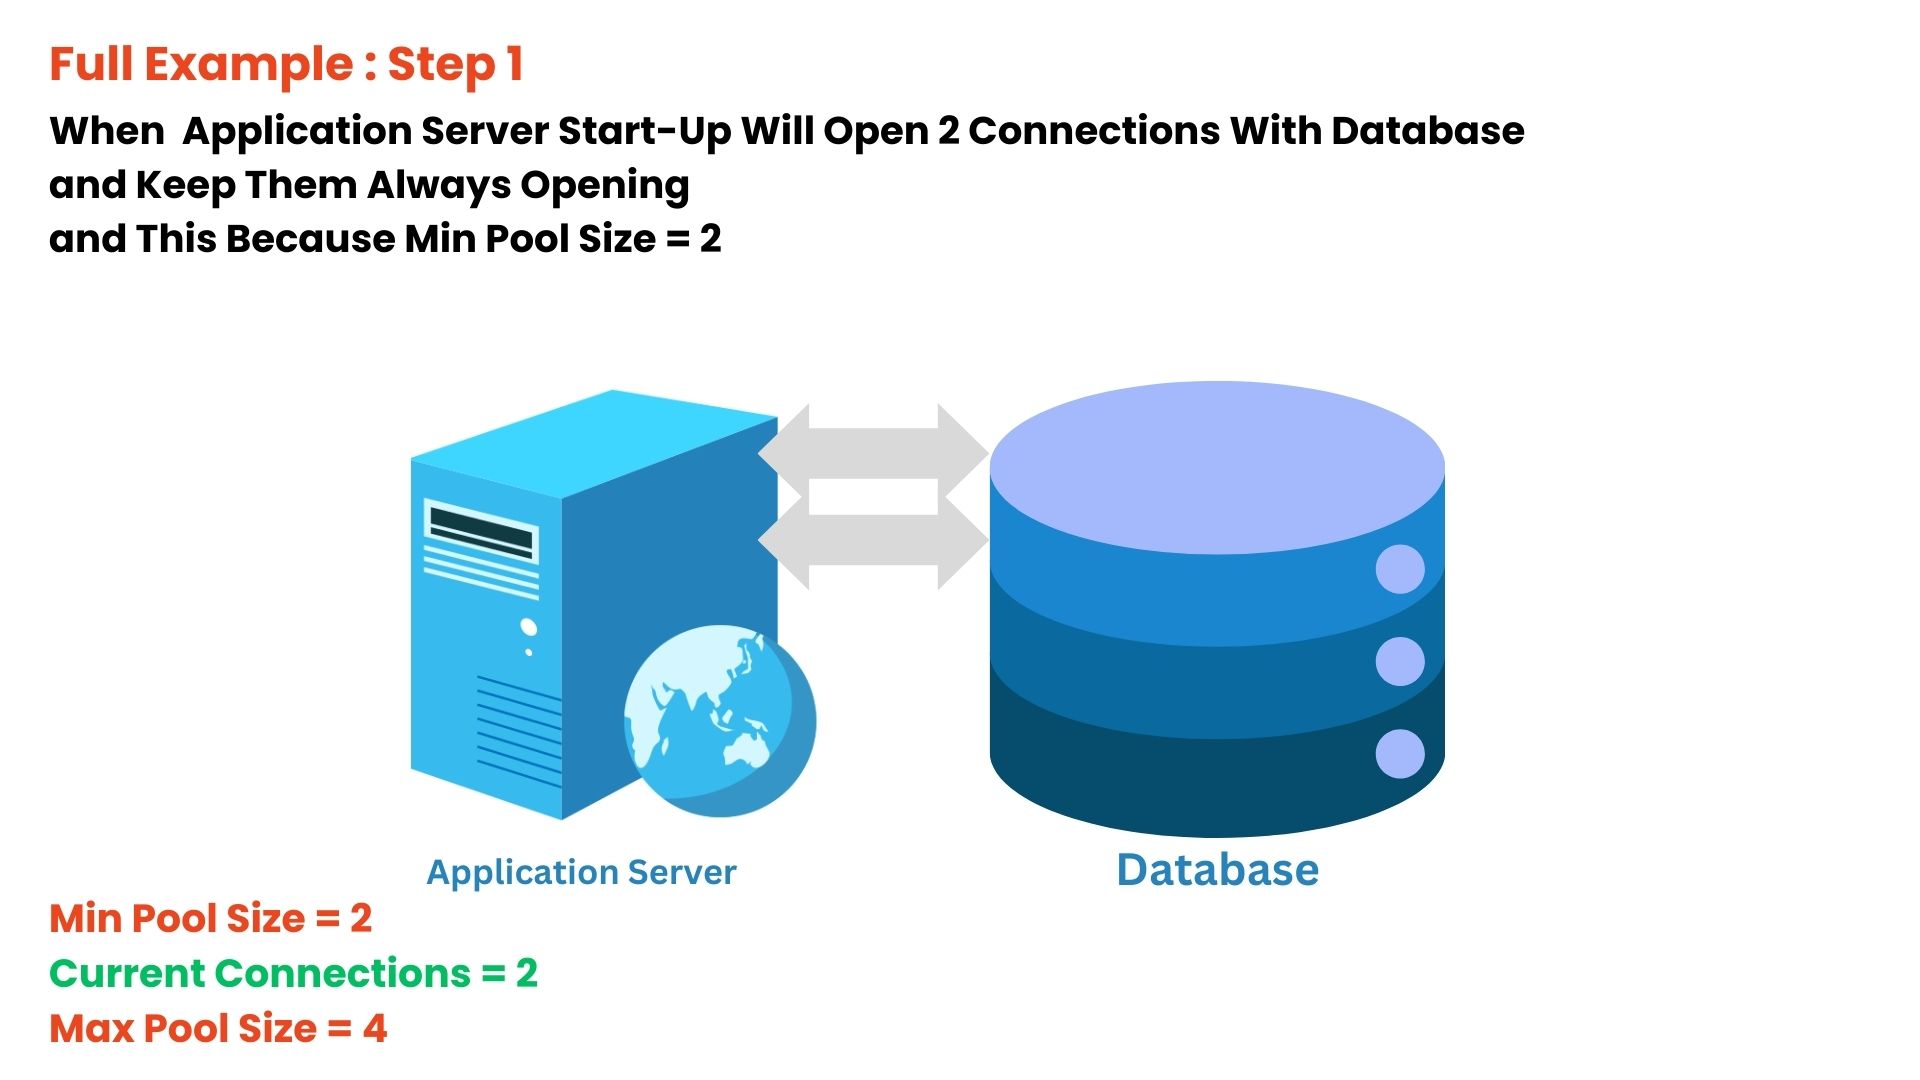 Full Example : Step 1
When  Application Server Start-Up Will Open 2 Connections With Database
and Keep Them Always Opening
and This Because Min Pool Size = 2
Application Server
Database
Min Pool Size = 2
Current Connections = 2
Max Pool Size = 4